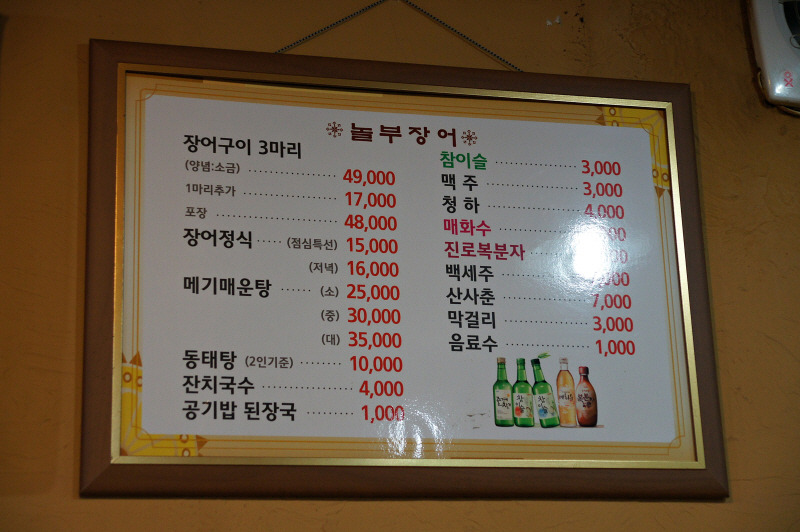 놀부장어
장어구이 3마리
(양념:소금) 49,000
1마리추가 17,000
포장 48,000
장어정식 (점심특선) 15,000
(저녁) 16,000
메기매운탕 (소) 25,000
(중) 30,000
(대) 35,000
동태탕 (2인기준) 10,000
잔치국수 4,000
공기밥 된장국 1,000
참이슬 3,000
맥주 3,000
청하 4,000
매화수
진로복분자
백세주
산사춘 7,000
막걸리 3,000
음료수 1,000